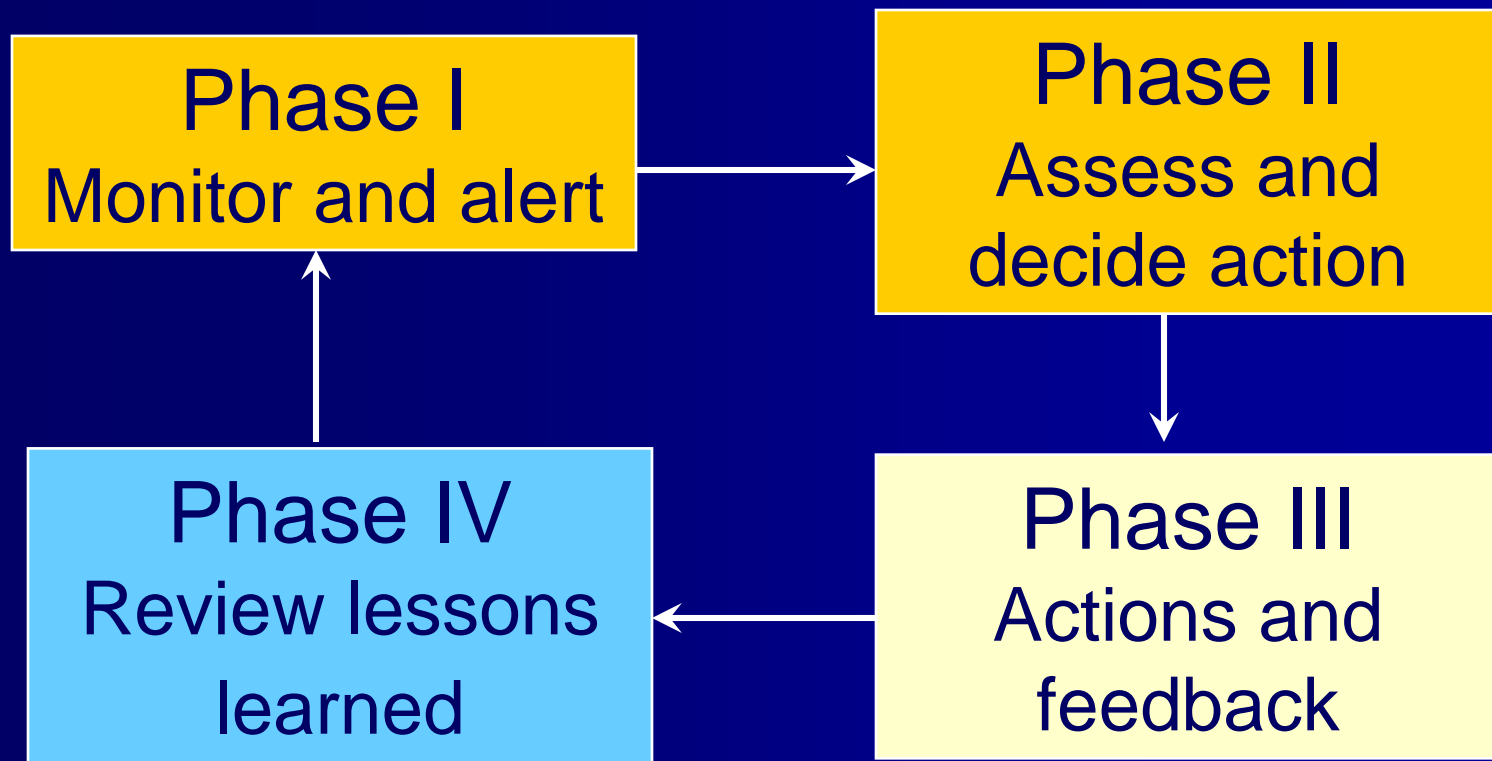 Phase I
Monitor and alert
Phase II
Assess and
decide action
Phase III
Actions and
feedback
Phase IV
Review lessons
learned